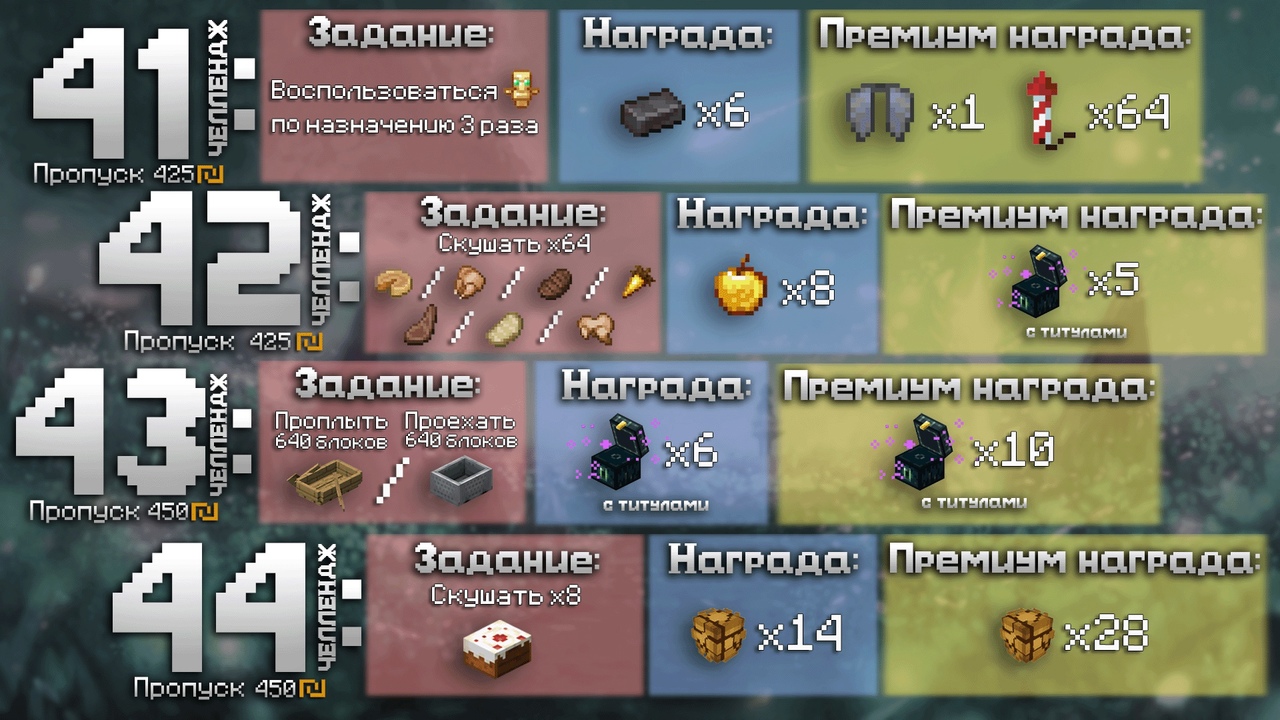 41
ЧЕЛЛЕНДЖ
Пропуск 425₪
Задание:
Воспользоваться
по назначению 3 раза
Награда:
x6
Премиум награда:
x1 x64
42
ЧЕЛЛЕНДЖ
Пропуск 425₪
Задание:
Скушать x64
/ / /
/ /
Награда:
x8
Премиум награда:
x5
с титулами
43
ЧЕЛЛЕНДЖ
Пропуск 450₪
Задание:
Проплыть
640 блоков
/
Проехать
640 блоков
Награда:
x6
с титулами
Премиум награда:
x10
с титулами
44
ЧЕЛЛЕНДЖ
Пропуск 450₪
Задание:
Скушать x8
Награда:
x14
Премиум награда:
x28